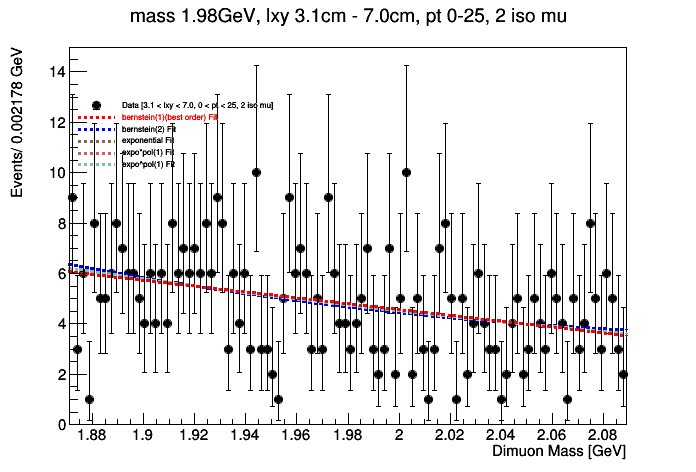 mass 1.98GeV, lxy 3.1cm - 7.0cm, pt 0-25, 2 iso mu
Events/ 0.002178 GeV
14
12
10
8
6
4
2
0
Data [3.1 < lxy < 7.0, 0 < pt < 25, 2 iso mu]
bernstein(1)(best order) Fit
bernstein(2) Fit
exponential Fit
expo*pol(1) Fit
expo^pol(1) Fit
1.88 1.9 1.92 1.94 1.96 1.98 2 2.02 2.04 2.06 2.08
Dimuon Mass [GeV]